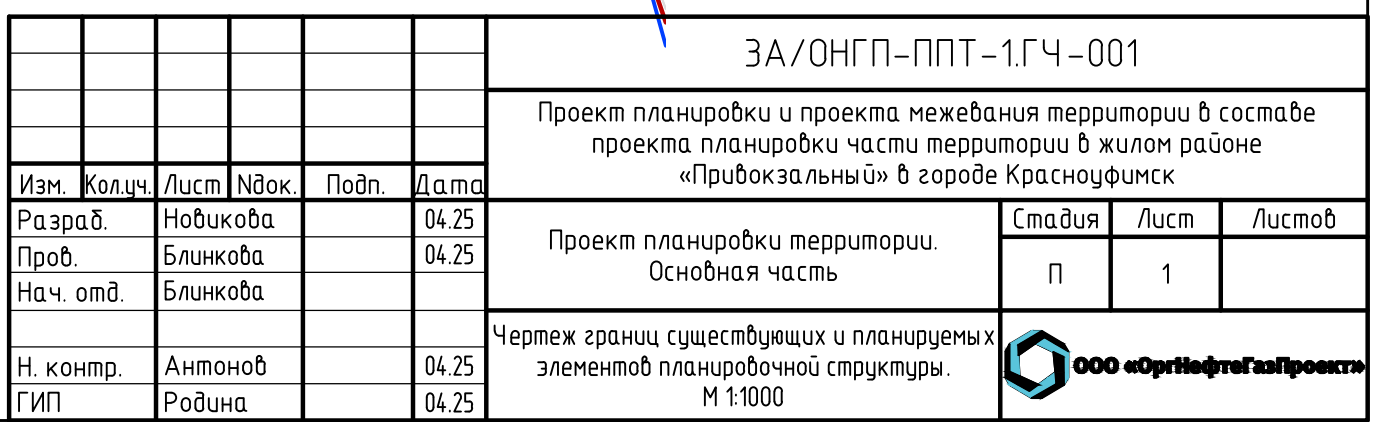 ЗА/ОНГП-ППТ-1.ГЧ-001
Проект планировки и проекта межевания территории в составе
проекта планировки части территории в жилом районе
«Привокзальный» в городе Красноуфимск
Изм. Кол.уч. Лист Nдок. Подп. Дата
Разраб. Новикова 04.25
Пров. Блинкова 04.25
Нач. отд. Блинкова
Н. контр. Антонов 04.25
ГИП Родина 04.25
Проект планировки территории.
Основная часть
Стадия Лист Листов
П 1
Чертеж границ существующих и планируемых
элементов планировочной структуры.
М 1:1000
ООО «ОргНефтеГазПроект»